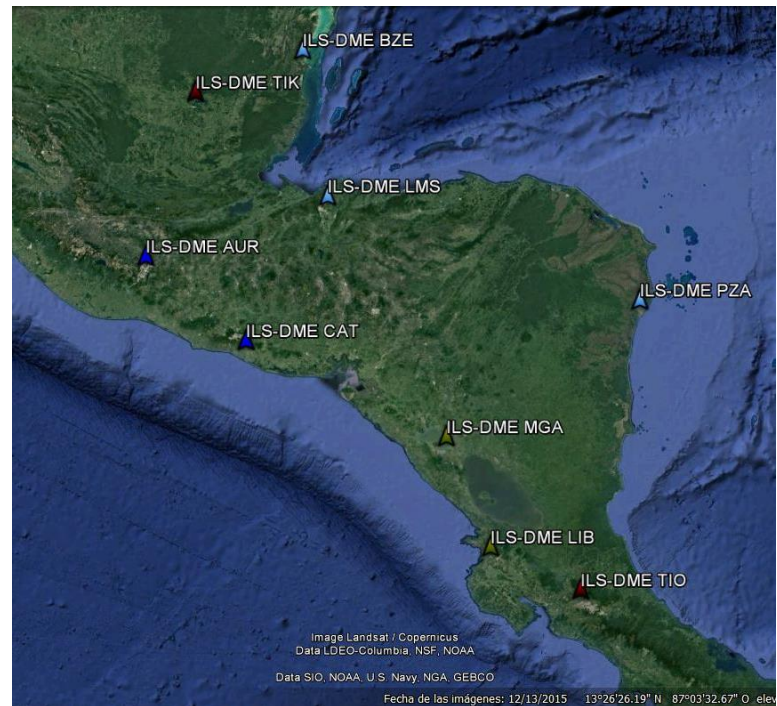 ILS-DME BZE
ILS-DME TIK
ILS-DME LMS
ILS-DME AUR
ILS-DME PZA
ILS-DME CAT
ILS-DME MGA
ILS-DME LIB
ILS-DME TIO
Image Landsat / Copernicus
Data LDEO-Columbia, NSF, NOAA
Data SIO, NOAA, U.S. Navy, NGA, GEBCO
Fecha de las imágenes: 12/13/2015 13°26'26.19" N 87°03'32.67" O elev